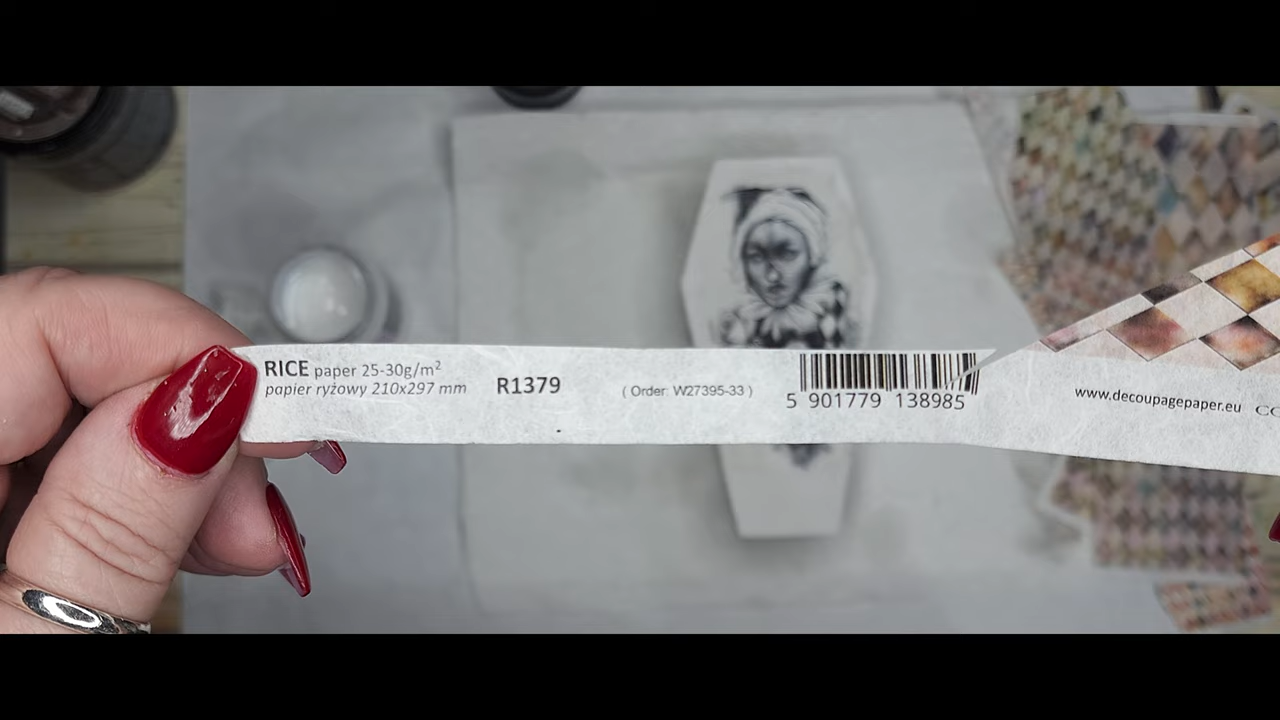 RICE paper 25-30g/m²
papier ryżowy 210x297 mm
R1379
( Order: W27395-33 )
5 901779 138985
www.decoupagepaper.eu